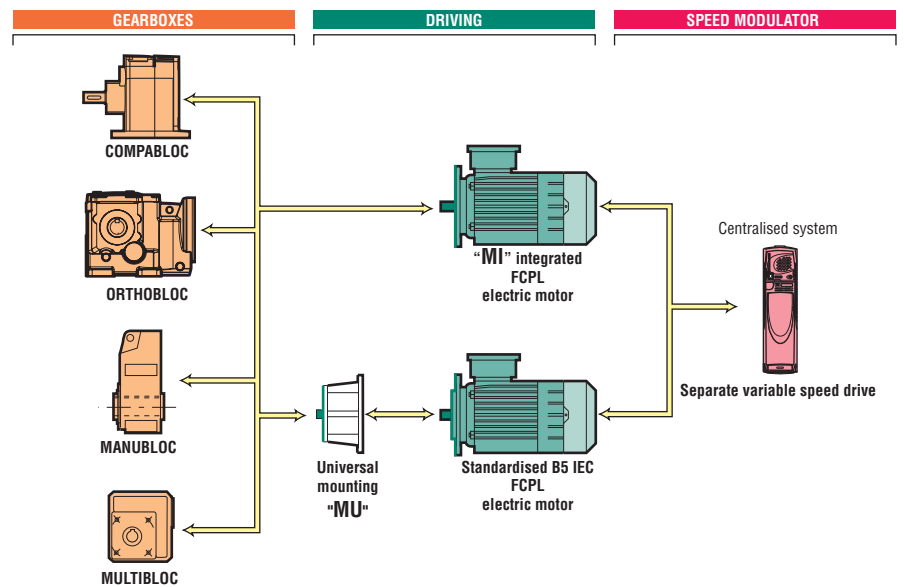 GEARBOXES
DRIVING
SPEED MODULATOR
COMPABLOC
ORTHOBLOC
MANUBLOC
MULTIBLOC
“MI” integrated
FCPL
electric motor
Universal
mounting
"MU"
Standardised B5 IEC
FCPL
electric motor
Centralised system
Separate variable speed drive